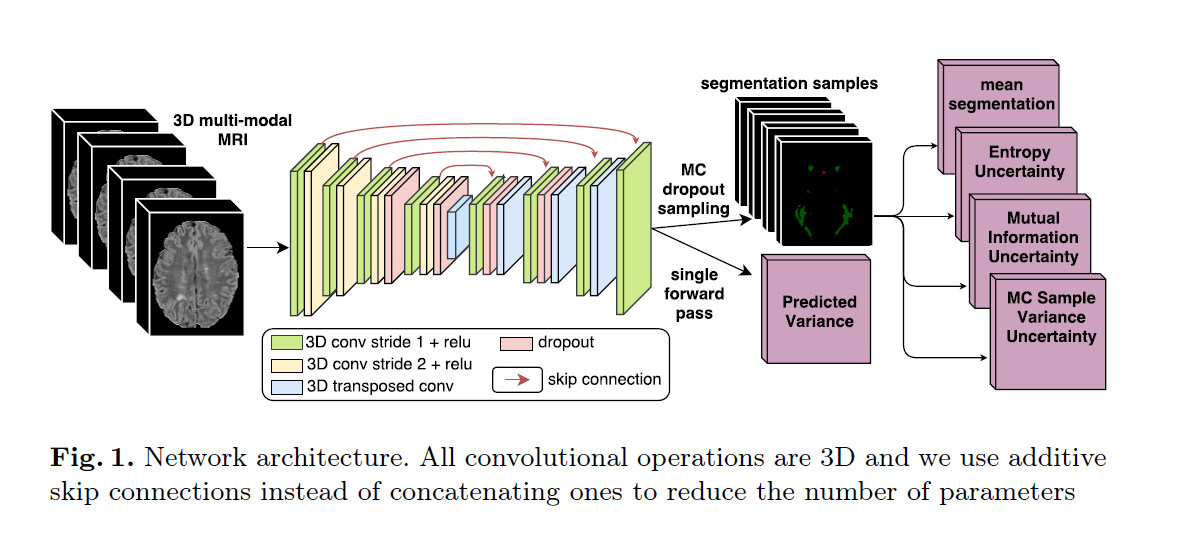 3D multi-modal
MRI
segmentation samples
MC
dropout
sampling
single
forward
pass
Predicted
Variance
mean
segmentation
Entropy
Uncertainty
Mutual
Information
Uncertainty
MC Sample
Variance
Uncertainty
3D conv stride 1 + relu
3D conv stride 2 + relu
3D transposed conv
dropout
skip connection
Fig. 1. Network architecture. All convolutional operations are 3D and we use additive
skip connections instead of concatenating ones to reduce the number of parameters